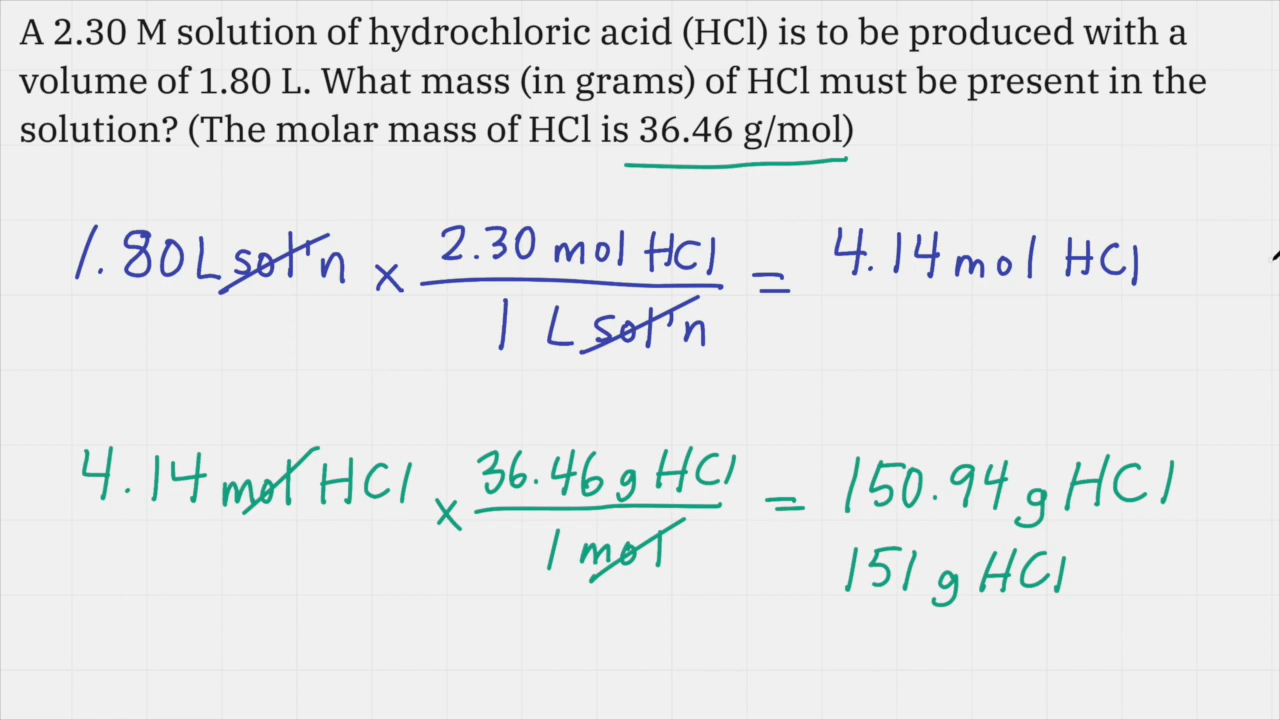 A 2.30 M solution of hydrochloric acid (HCl) is to be produced with a
volume of 1.80 L. What mass (in grams) of HCl must be present in the
solution? (The molar mass of HCl is 36.46 g/mol)
1.80 L sol'n × 2.30 mol HCl / 1 L sol'n = 4.14 mol HCl
4.14 mol HCl × 36.46 g HCl / 1 mol = 150.94 g HCl
151 g HCl